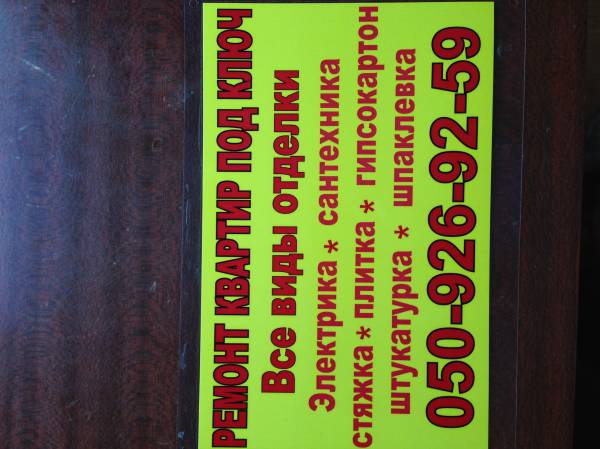 РЕМОНТ КВАРТИР ПОД КЛЮЧ
Все виды отделки
Электрика * сантехника
стяжка * плитка * гипсокартон
штукатурка * шпаклевка
050-926-92-59